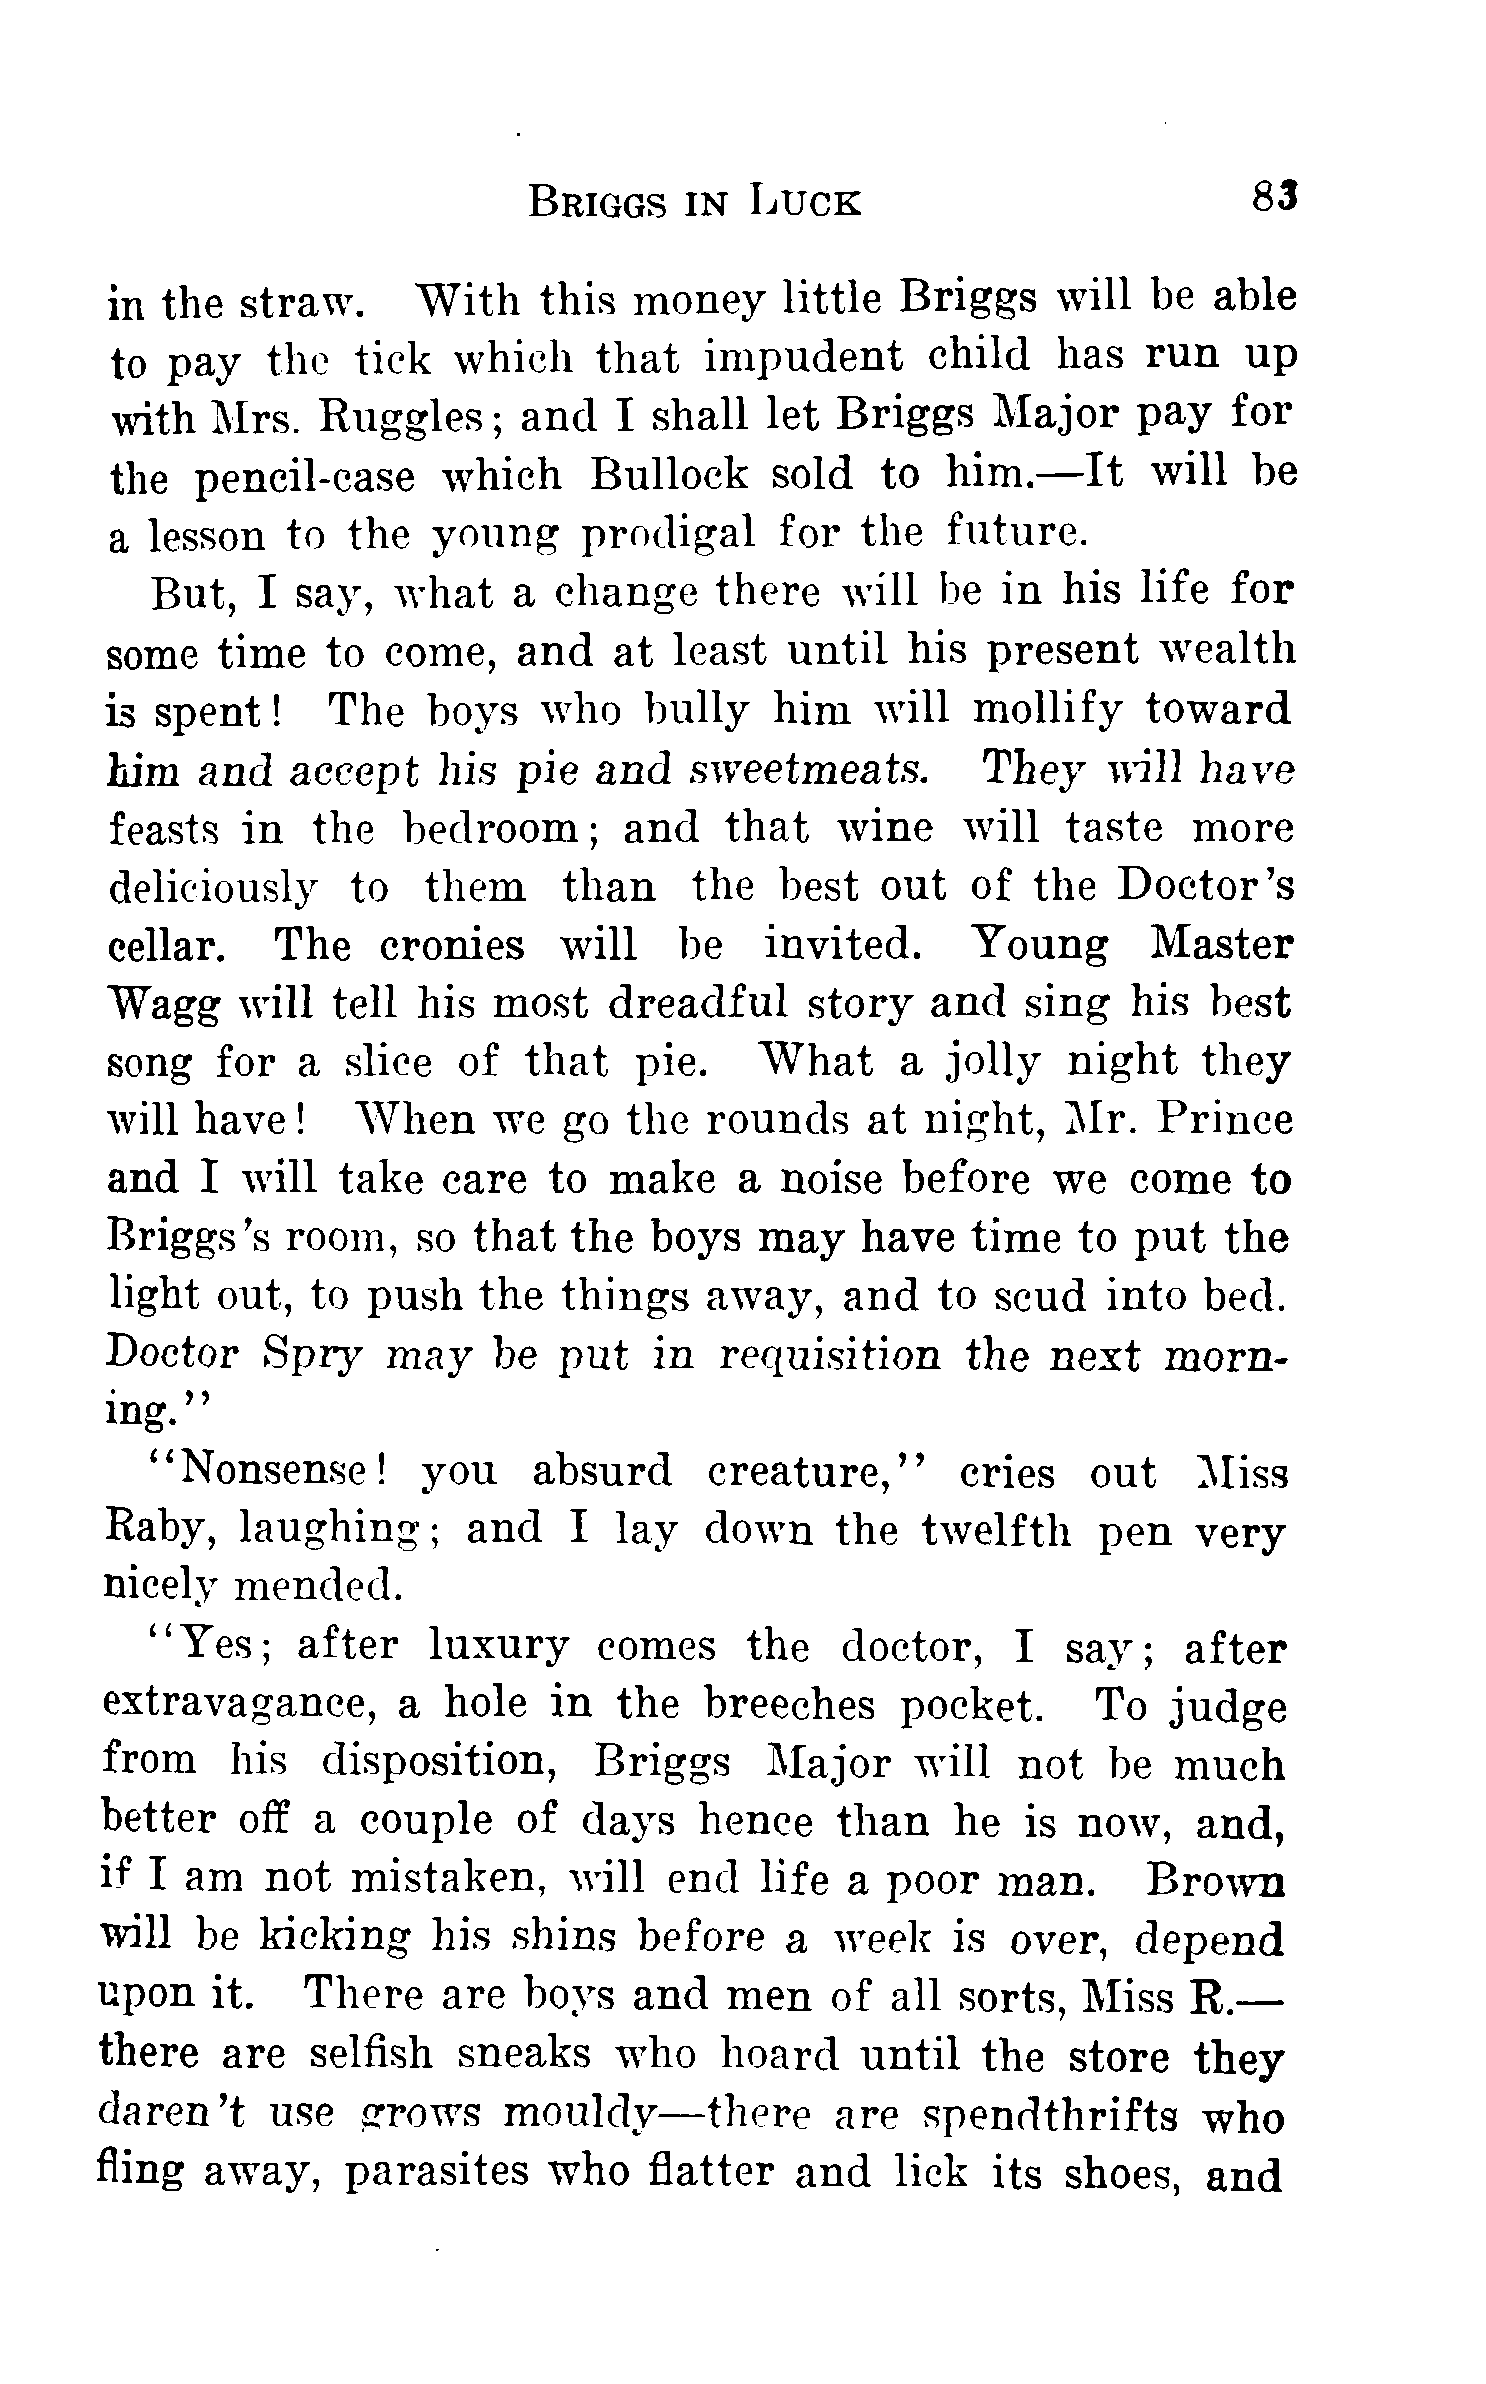 BRIGGS IN LUCK 83
in the straw. With this money little Briggs will be able
to pay the tick which that impudent child has run up
with Mrs. Ruggles; and I shall let Briggs Major pay for
the pencil-case which Bullock sold to him.—It will be
a lesson to the young prodigal for the future.
But, I say, what a change there will be in his life for
some time to come, and at least until his present wealth
is spent! The boys who bully him will mollify toward
him and accept his pie and sweetmeats. They will have
feasts in the bedroom; and that wine will taste more
deliciously to them than the best out of the Doctor's
cellar. The cronies will be invited. Young Master
Wagg will tell his most dreadful story and sing his best
song for a slice of that pie. What a jolly night they
will have! When we go the rounds at night, Mr. Prince
and I will take care to make a noise before we come to
Briggs's room, so that the boys may have time to put the
light out, to push the things away, and to scud into bed.
Doctor Spry may be put in requisition the next morn-
ing.''
''Nonsense! you absurd creature,'' cries out Miss
Raby, laughing; and I lay down the twelfth pen very
nicely mended.
''Yes; after luxury comes the doctor, I say; after
extravagance, a hole in the breeches pocket. To judge
from his disposition, Briggs Major will not be much
better off a couple of days hence than he is now, and,
if I am not mistaken, will end life a poor man. Brown
will be kicking his shins before a week is over, depend
upon it. There are boys and men of all sorts, Miss R.—
there are selfish sneaks who hoard until the store they
daren't use grows mouldy—there are spendthrifts who
fling away, parasites who flatter and lick its shoes, and